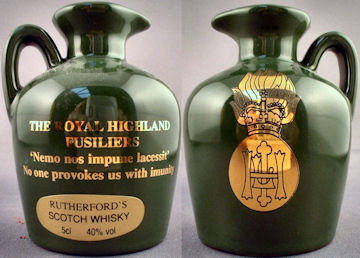 THE ROYAL HIGHLAND
FUSILIERS
'Nemo nos impune lacessit'
No one provokes us with imunity
RUTHERFORD'S
SCOTCH WHISKY
5cl 40% vol